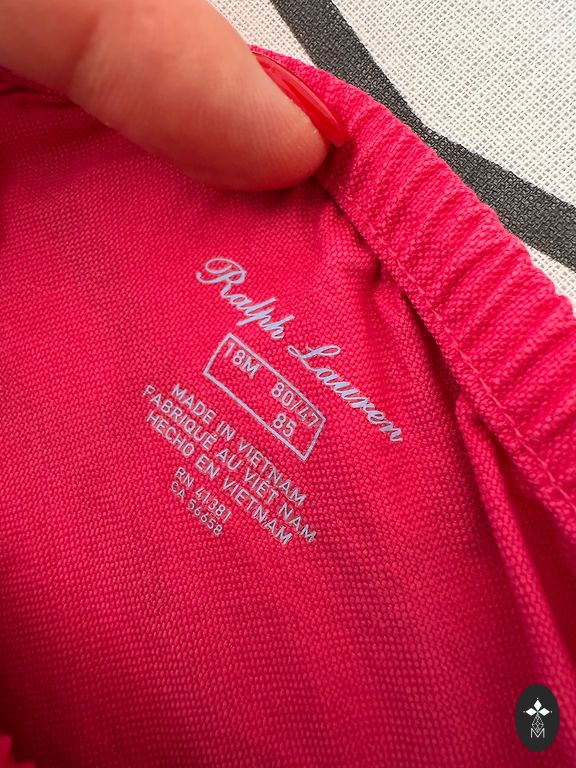 Ralph Lauren
18M 80/47
85
MADE IN VIETNAM
FABRIQUÉ AU VIET NAM
HECHO EN VIETNAM
RN 41381
CA 56658
M